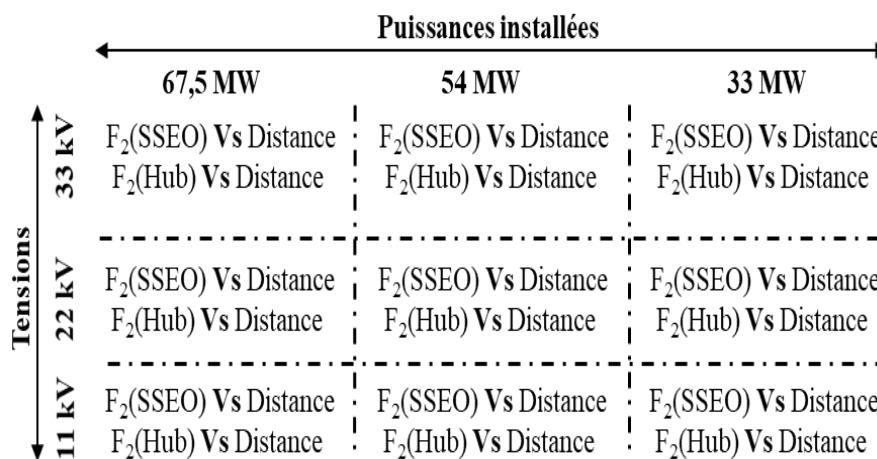 Puissances installées
67,5 MW 54 MW 33 MW
Tensions
33 kV
F₂(SSEO) Vs Distance F₂(SSEO) Vs Distance F₂(SSEO) Vs Distance
F₂(Hub) Vs Distance F₂(Hub) Vs Distance F₂(Hub) Vs Distance
22 kV
F₂(SSEO) Vs Distance F₂(SSEO) Vs Distance F₂(SSEO) Vs Distance
F₂(Hub) Vs Distance F₂(Hub) Vs Distance F₂(Hub) Vs Distance
11 kV
F₂(SSEO) Vs Distance F₂(SSEO) Vs Distance F₂(SSEO) Vs Distance
F₂(Hub) Vs Distance F₂(Hub) Vs Distance F₂(Hub) Vs Distance